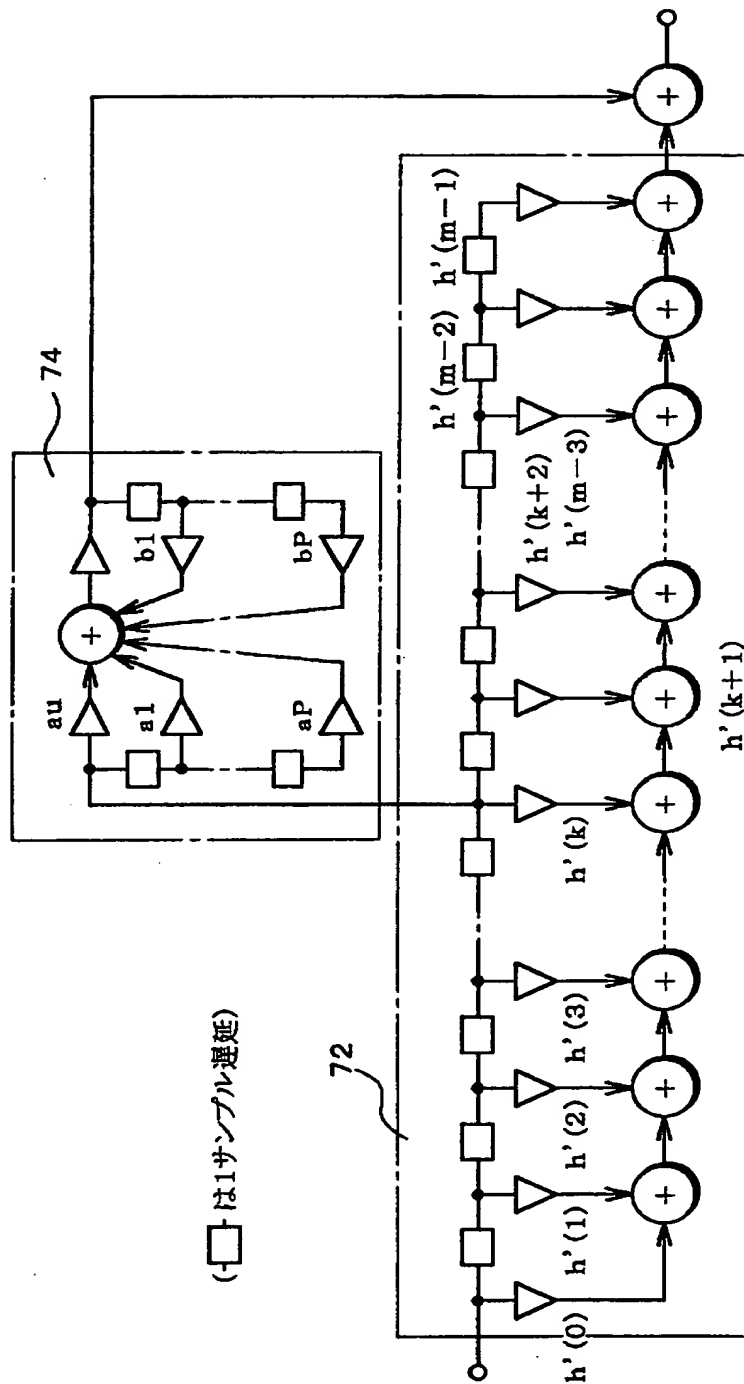 74
au
a1
aP
b1
bP
(-□-は1サンプル遅延)
72
h'(0)
h'(1)
h'(2)
h'(3)
h'(k)
h'(k+1)
h'(k+2)
h'(m-3)
h'(m-2)
h'(m-1)
+
+
+
+
+
+
+
+
+
+
+